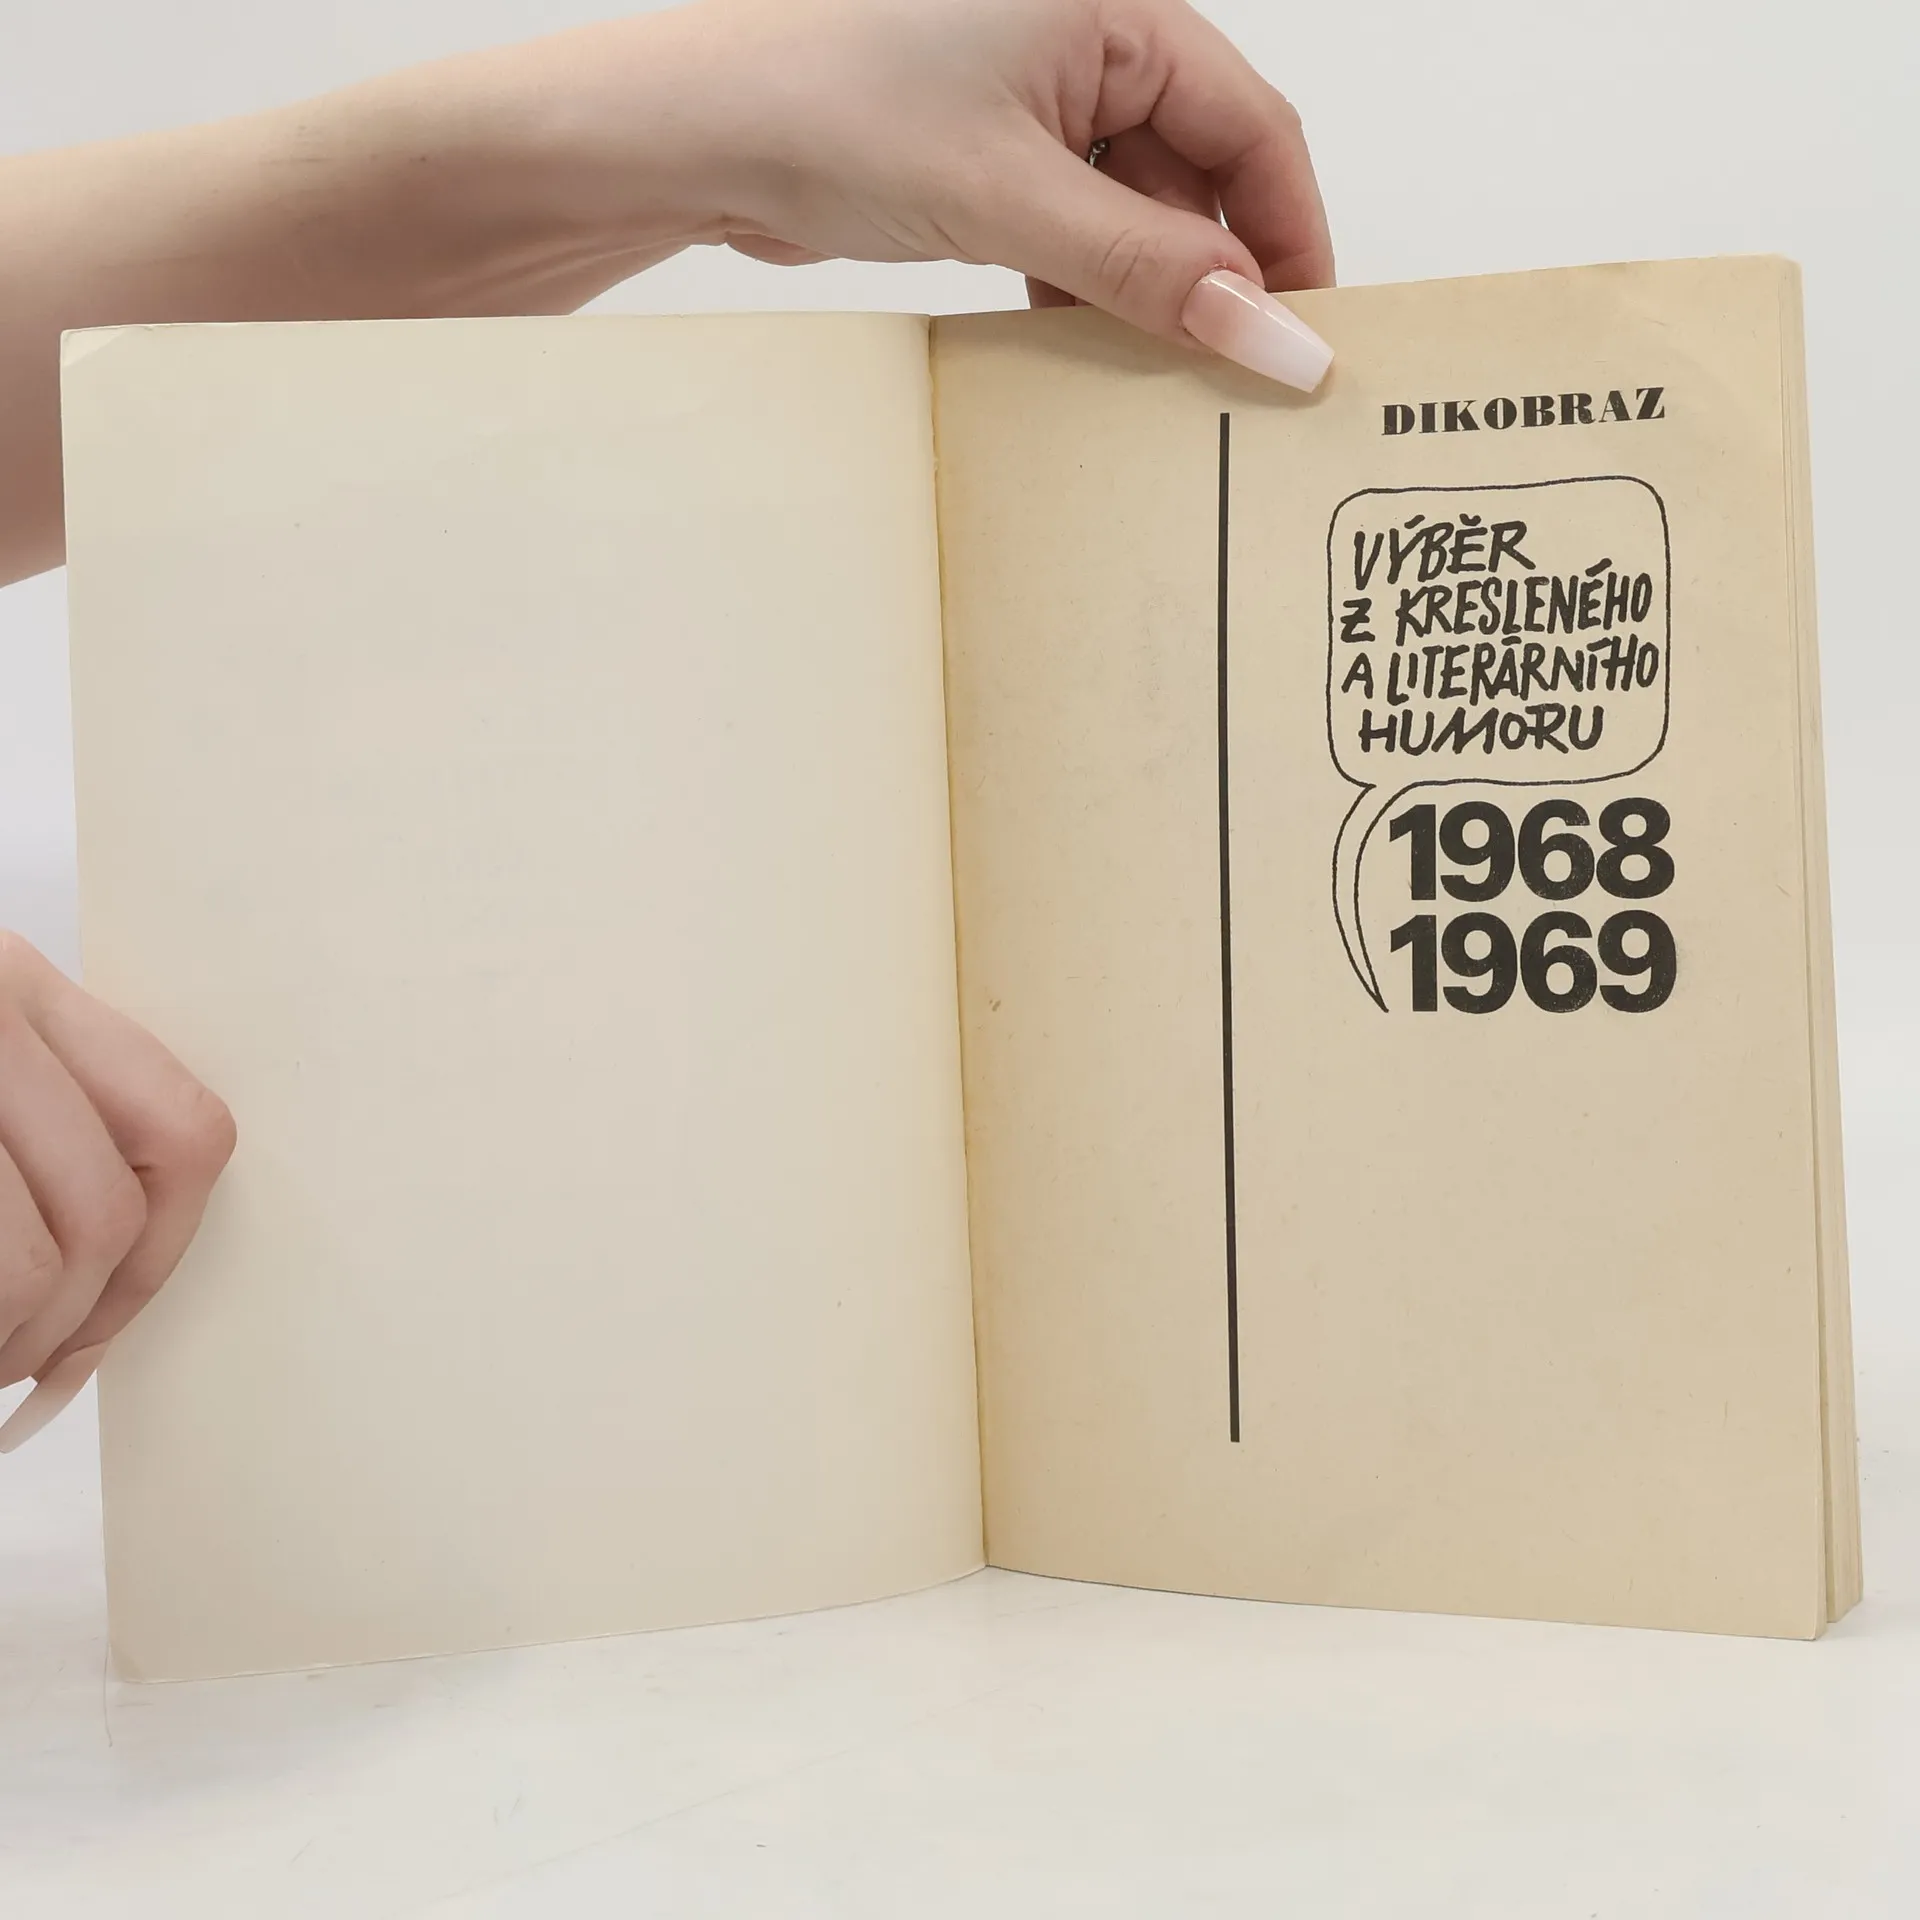 DIKOBRAZ
VÝBĚR
Z KRESLENÉHO
A LITERÁRNÍHO
HUMORU
1968
1969